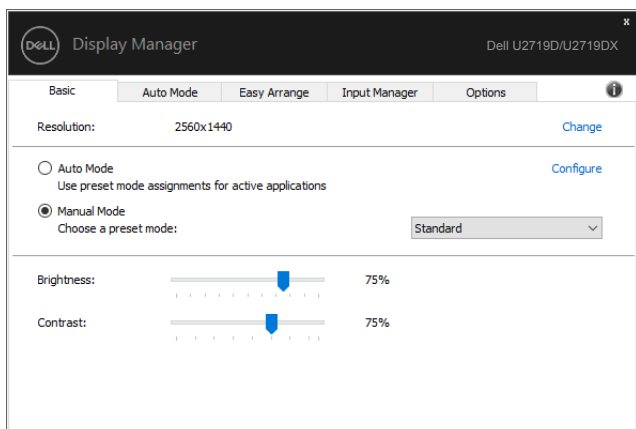 x
DELL Display Manager Dell U2719D/U2719DX
Basic Auto Mode Easy Arrange Input Manager Options i
Resolution: 2560x1440 Change
Auto Mode Configure
Use preset mode assignments for active applications
Manual Mode
Choose a preset mode: Standard
Brightness: 75%
Contrast: 75%